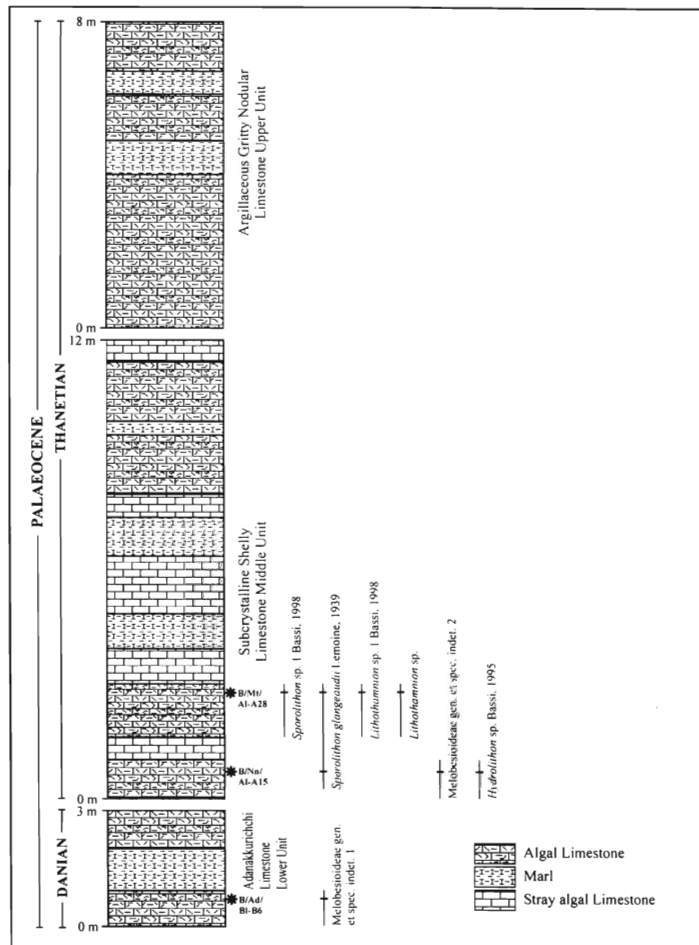 8 m
Argillaceous Gritty Nodular
Limestone Upper Unit
0 m
12 m
PALAEOCENE
THANETIAN
Subcrystalline Shelly
Limestone Middle Unit
B/Mt/
Al-A28
Sporolithon sp. 1 Bassi, 1998
Sporolithon glangeaudii Lemoine, 1939
Lithothamnion sp. 1 Bassi, 1998
Lithothamnion sp.
Melobesioideae gen. et spec. indet. 2
Hydrolithon sp. Bassi, 1995
B/Nn/
Al-A15
0 m
3 m
DANIAN
Adanakkurichchi
Limestone
Lower Unit
B/Ad/
Bl-B6
Melobesioideae gen.
et spec. indet. 1
0 m
Algal Limestone
Marl
Stray algal Limestone